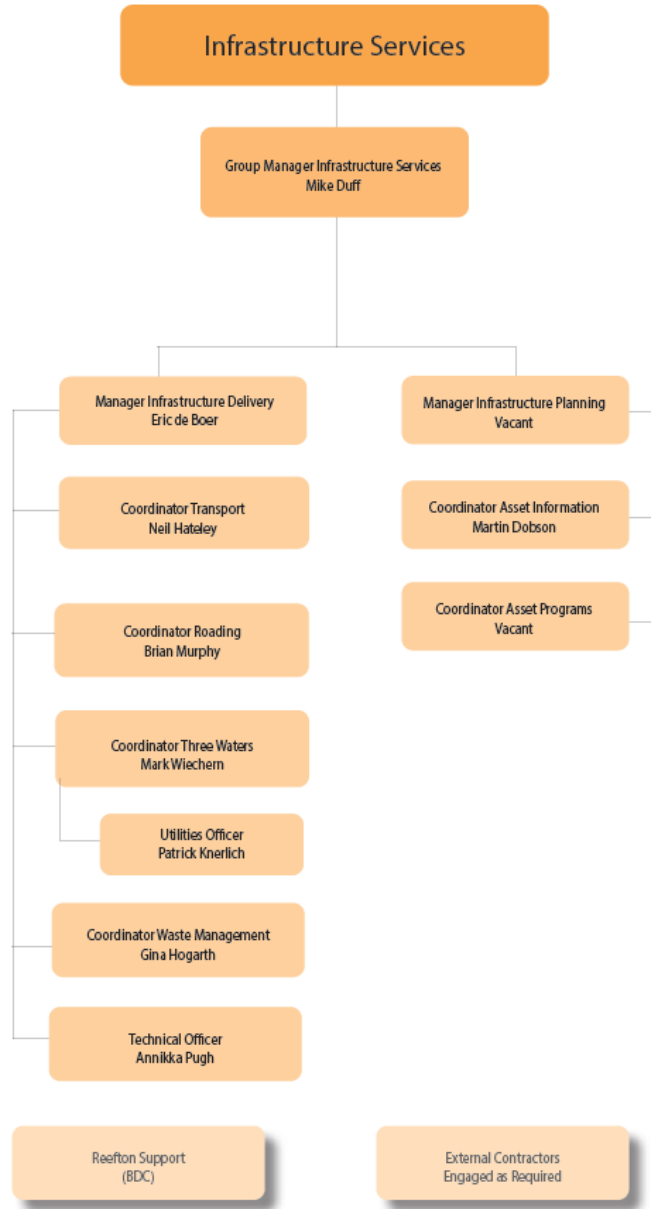 Infrastructure Services
Group Manager Infrastructure Services
Mike Duff
Manager Infrastructure Delivery
Eric de Boer
Coordinator Transport
Neil Hateley
Coordinator Roading
Brian Murphy
Coordinator Three Waters
Mark Wiechern
Utilities Officer
Patrick Knerlich
Coordinator Waste Management
Gina Hogarth
Technical Officer
Annikka Pugh
Manager Infrastructure Planning
Vacant
Coordinator Asset Information
Martin Dobson
Coordinator Asset Programs
Vacant
Reefton Support
(BDC)
External Contractors
Engaged as Required